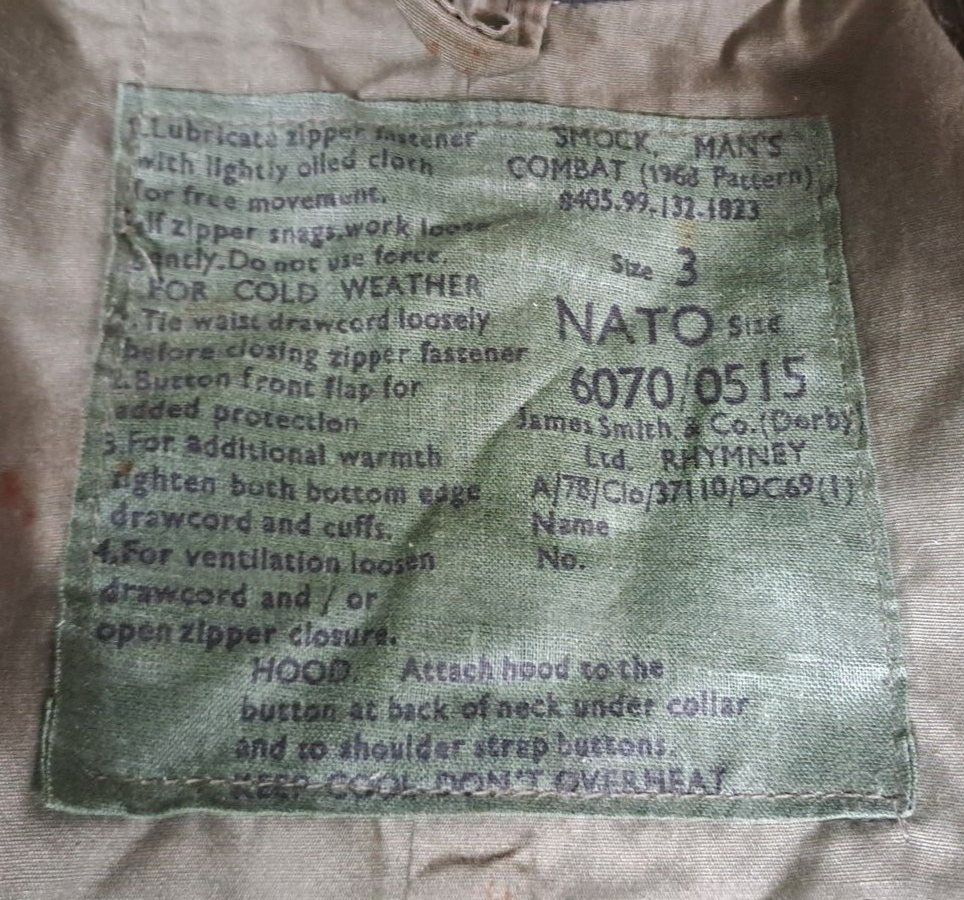 1.Lubricate zipper fastener
with lightly oiled cloth
for free movement.
If zipper snags,work loose
gently.Do not use force.
FOR COLD WEATHER
Tie waist drawcord loosely
before closing zipper fastener
2.Button front flap for
added protection
3.For additional warmth
tighten both bottom edge
drawcord and cuffs.
4.For ventilation loosen
drawcord and / or
open zipper closure.
SMOCK, MAN'S
COMBAT (1968 Pattern)
8405.99.132.1823
Size 3
NATO Size
6070/0515
James Smith & Co.(Derby)
Ltd. RHYMNEY
A/78/Clo/37110/DC69(1)
Name
No.
HOOD. Attach hood to the
button at back of neck under collar
and to shoulder strap buttons.
KEEP COOL DON'T OVERHEAT